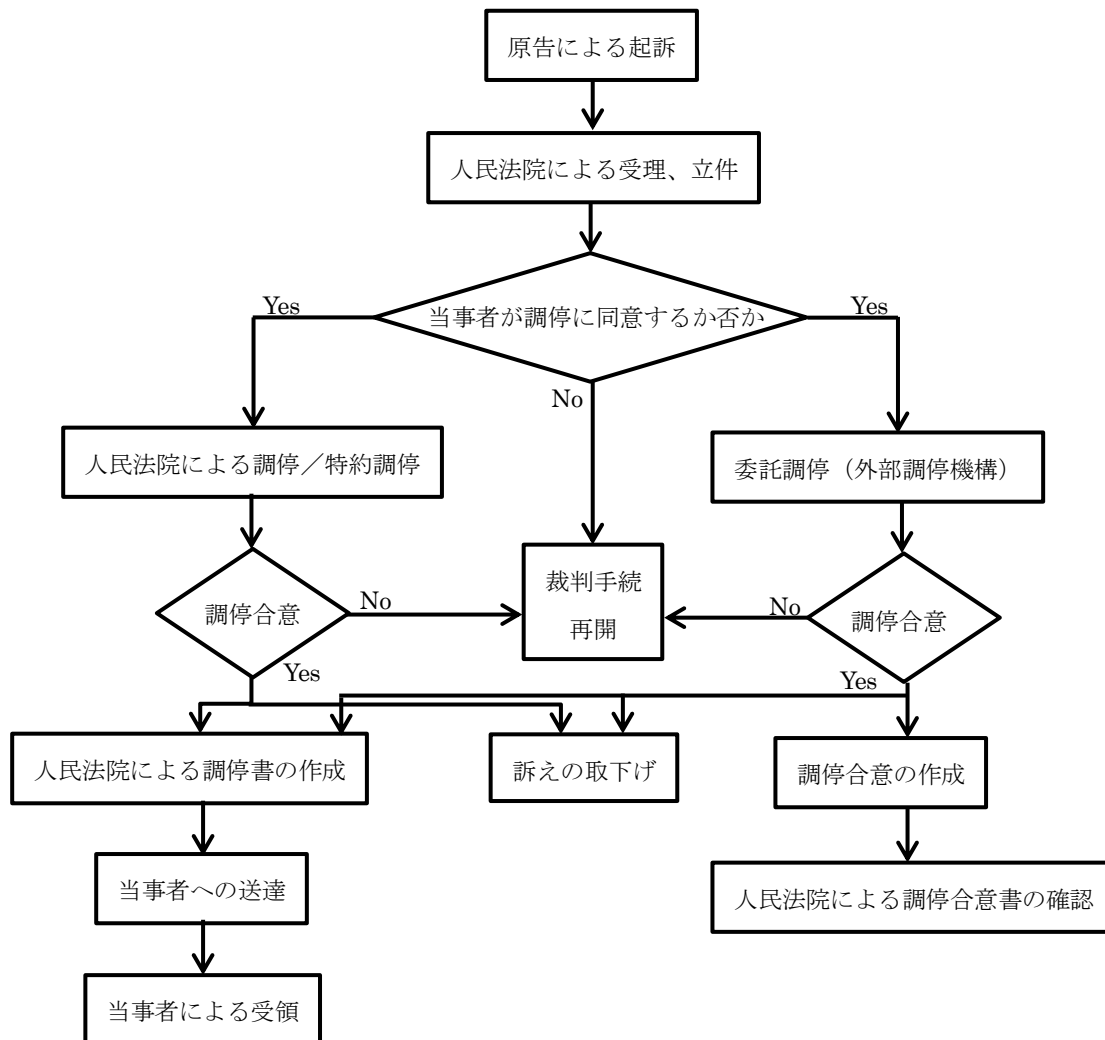 原告による起訴
人民法院による受理、立件
当事者が調停に同意するか否か
Yes
Yes
No
人民法院による調停／特約調停
委託調停（外部調停機構）
裁判手続
再開
調停合意
No
No
調停合意
Yes
Yes
人民法院による調停書の作成
訴えの取下げ
調停合意の作成
当事者への送達
人民法院による調停合意書の確認
当事者による受領